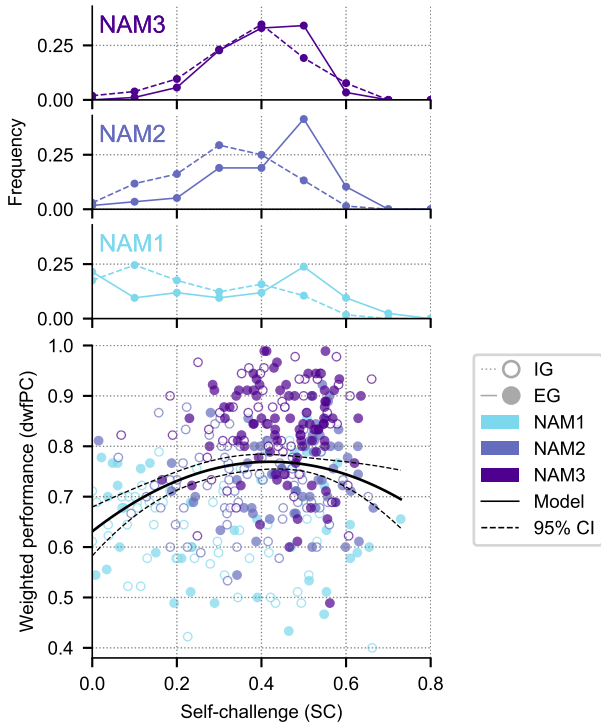 NAM3
0.25
0.00
NAM2
0.25
0.00
Frequency
NAM1
0.25
0.00
1.0
0.9
0.8
0.7
0.6
0.5
0.4
Weighted performance (dwfPC)
0.0 0.2 0.4 0.6 0.8
Self-challenge (SC)
IG
EG
NAM1
NAM2
NAM3
Model
95% CI